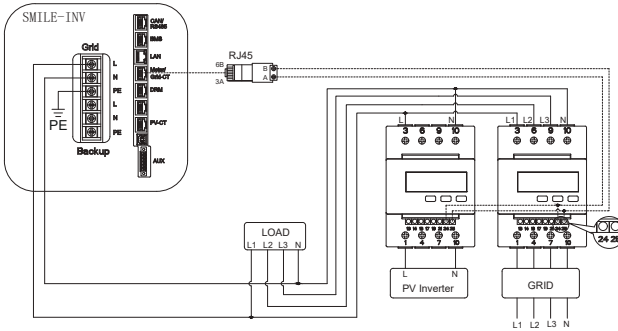 SMILE-INV
CAN/
RS485
BMS
LAN
Meter/
Grid-CT
DRM
PV-CT
AUX
Grid
L
N
PE
L
N
PE
Backup
PE
RJ45
6B
3A
B
A
L N
3 6 9 10
L1 L2 L3 N
3 6 9 10
24 25
1 4 7 10
1 4 7 10
L N
PV Inverter
GRID
L1 L2 L3 N
LOAD
L1 L2 L3 N